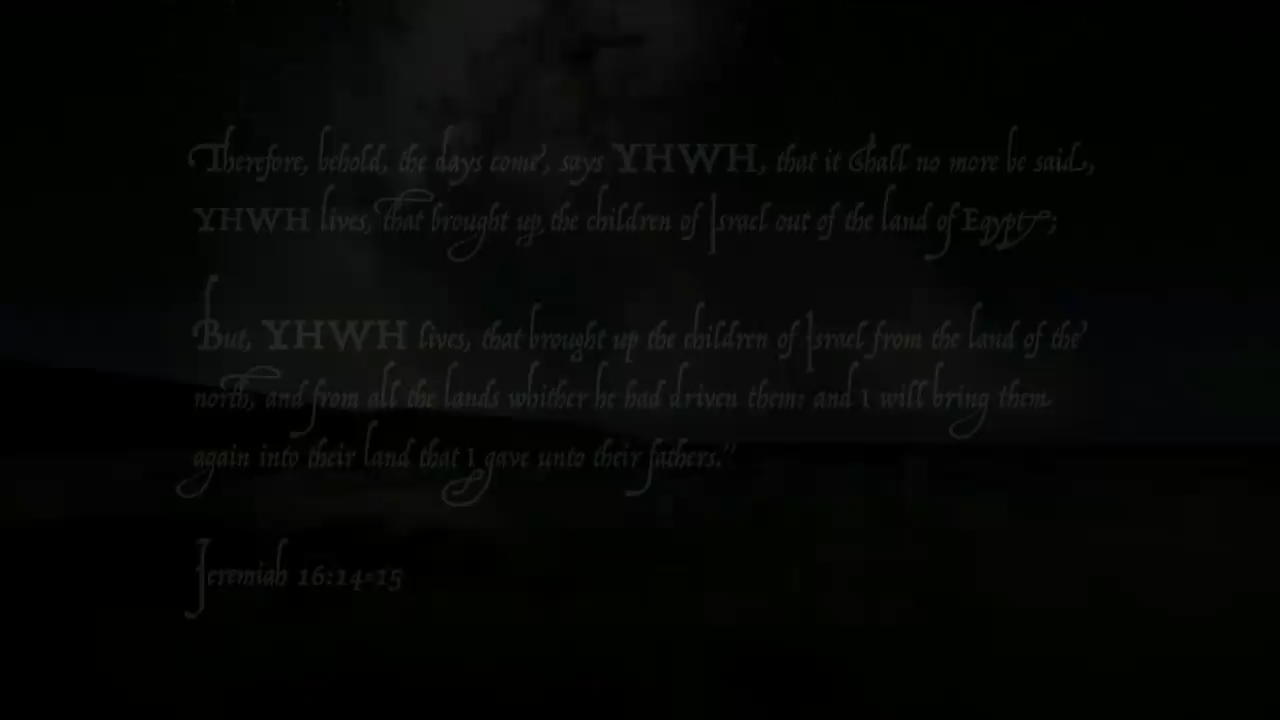 Therefore, behold, the days come, says YHWH, that it shall no more be said,
YHWH lives, that brought up the children of Israel out of the land of Egypt;
But, YHWH lives, that brought up the children of Israel from the land of the
north, and from all the lands whither he had driven them: and I will bring them
again into their land that I gave unto their fathers.”
Jeremiah 16:14-15